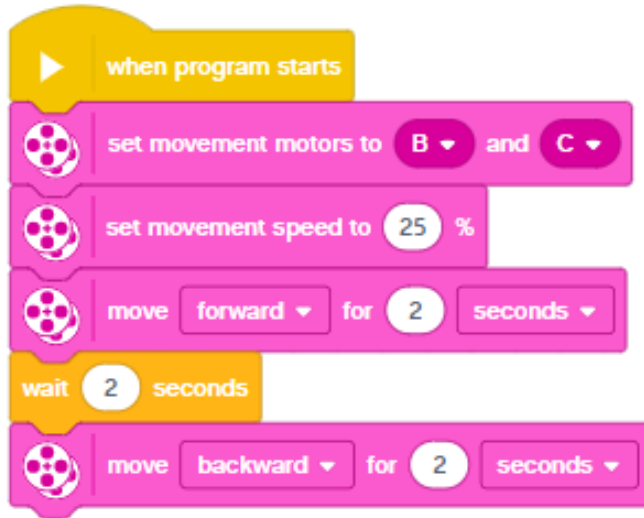 when program starts
set movement motors to B and C
set movement speed to 25 %
move forward for 2 seconds
wait 2 seconds
move backward for 2 seconds